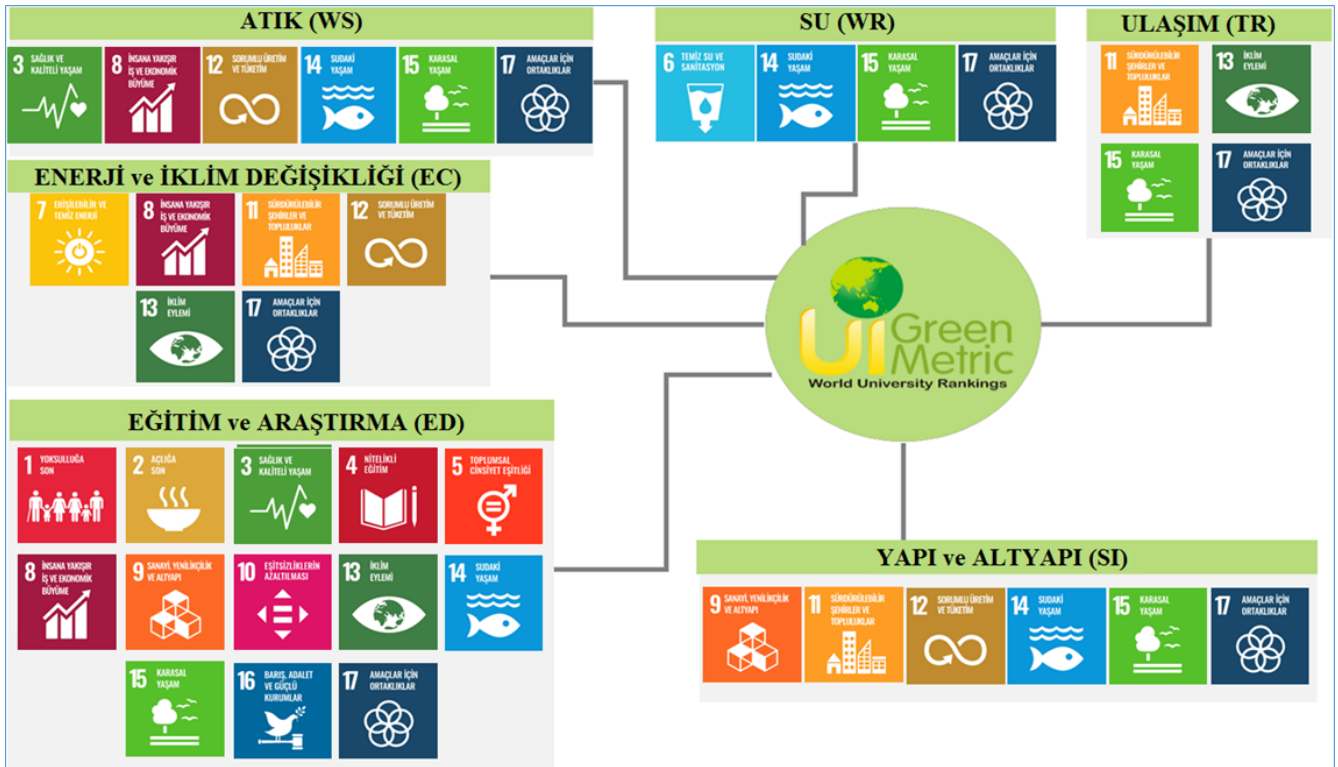 ATIK (WS)
3 SAĞLIK VE
KALİTELİ YAŞAM
8 İNSANA YAKIŞIR
İŞ VE EKONOMİK
BÜYÜME
12 SORUMLU ÜRETİM
VE TÜKETİM
14 SUDAKİ
YAŞAM
15 KARASAL
YAŞAM
17 AMAÇLAR İÇİN
ORTAKLIKLAR
SU (WR)
6 TEMİZ SU VE
SANİTASYON
14 SUDAKİ
YAŞAM
15 KARASAL
YAŞAM
17 AMAÇLAR İÇİN
ORTAKLIKLAR
ULAŞIM (TR)
11 SÜRDÜRÜLEBİLİR
ŞEHİRLER VE
TOPLULUKLAR
13 İKLİM
EYLEMİ
15 KARASAL
YAŞAM
17 AMAÇLAR İÇİN
ORTAKLIKLAR
ENERJİ ve İKLİM DEĞİŞİKLİĞİ (EC)
7 ERİŞİLEBİLİR VE
TEMİZ ENERJİ
8 İNSANA YAKIŞIR
İŞ VE EKONOMİK
BÜYÜME
11 SÜRDÜRÜLEBİLİR
ŞEHİRLER VE
TOPLULUKLAR
12 SORUMLU ÜRETİM
VE TÜKETİM
13 İKLİM
EYLEMİ
17 AMAÇLAR İÇİN
ORTAKLIKLAR
UI Green
Metric
World University Rankings
EĞİTİM ve ARAŞTIRMA (ED)
1 YOKSULLUĞA
SON
2 AÇLIĞA
SON
3 SAĞLIK VE
KALİTELİ YAŞAM
4 NİTELİKLİ
EĞİTİM
5 TOPLUMSAL
CİNSİYET EŞİTLİĞİ
8 İNSANA YAKIŞIR
İŞ VE EKONOMİK
BÜYÜME
9 SANAYİ, YENİLİKÇİLİK
VE ALTYAPI
10 EŞİTSİZLİKLERİN
AZALTILMASI
13 İKLİM
EYLEMİ
14 SUDAKİ
YAŞAM
15 KARASAL
YAŞAM
16 BARIŞ, ADALET
VE GÜÇLÜ
KURUMLAR
17 AMAÇLAR İÇİN
ORTAKLIKLAR
YAPI ve ALTYAPI (SI)
9 SANAYİ, YENİLİKÇİLİK
VE ALTYAPI
11 SÜRDÜRÜLEBİLİR
ŞEHİRLER VE
TOPLULUKLAR
12 SORUMLU ÜRETİM
VE TÜKETİM
14 SUDAKİ
YAŞAM
15 KARASAL
YAŞAM
17 AMAÇLAR İÇİN
ORTAKLIKLAR